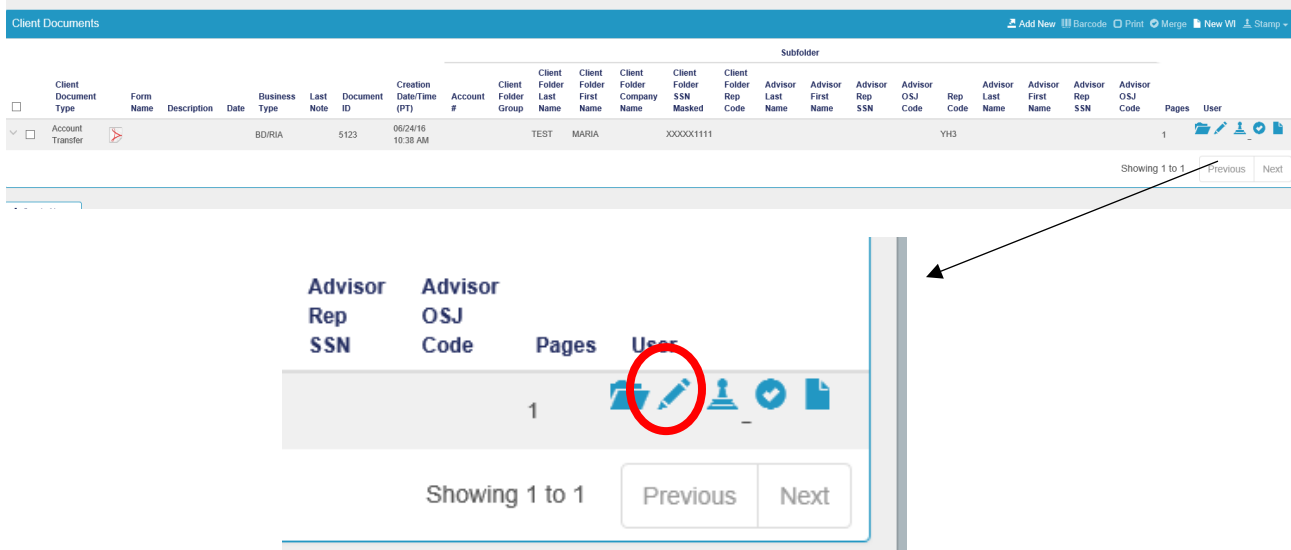 Client Documents Add New Barcode Print Merge New WI Stamp
Subfolder
Client Document Type Form Name Description Date Business Type Last Note Document ID Creation Date/Time (PT) Account # Client Folder Group Client Folder Last Name Client Folder First Name Client Folder Company Name Client Folder SSN Masked Client Folder Rep Code Advisor Last Name Advisor First Name Advisor Rep SSN Advisor OSJ Code Rep Code Advisor Last Name Advisor First Name Advisor Rep SSN Advisor OSJ Code Pages User
Account Transfer BD/RIA 5123 06/24/16 10:38 AM TEST MARIA XXXXX1111 YH3 1
Showing 1 to 1 Previous Next
Advisor Rep SSN Advisor OSJ Code Pages User
1
Showing 1 to 1 Previous Next